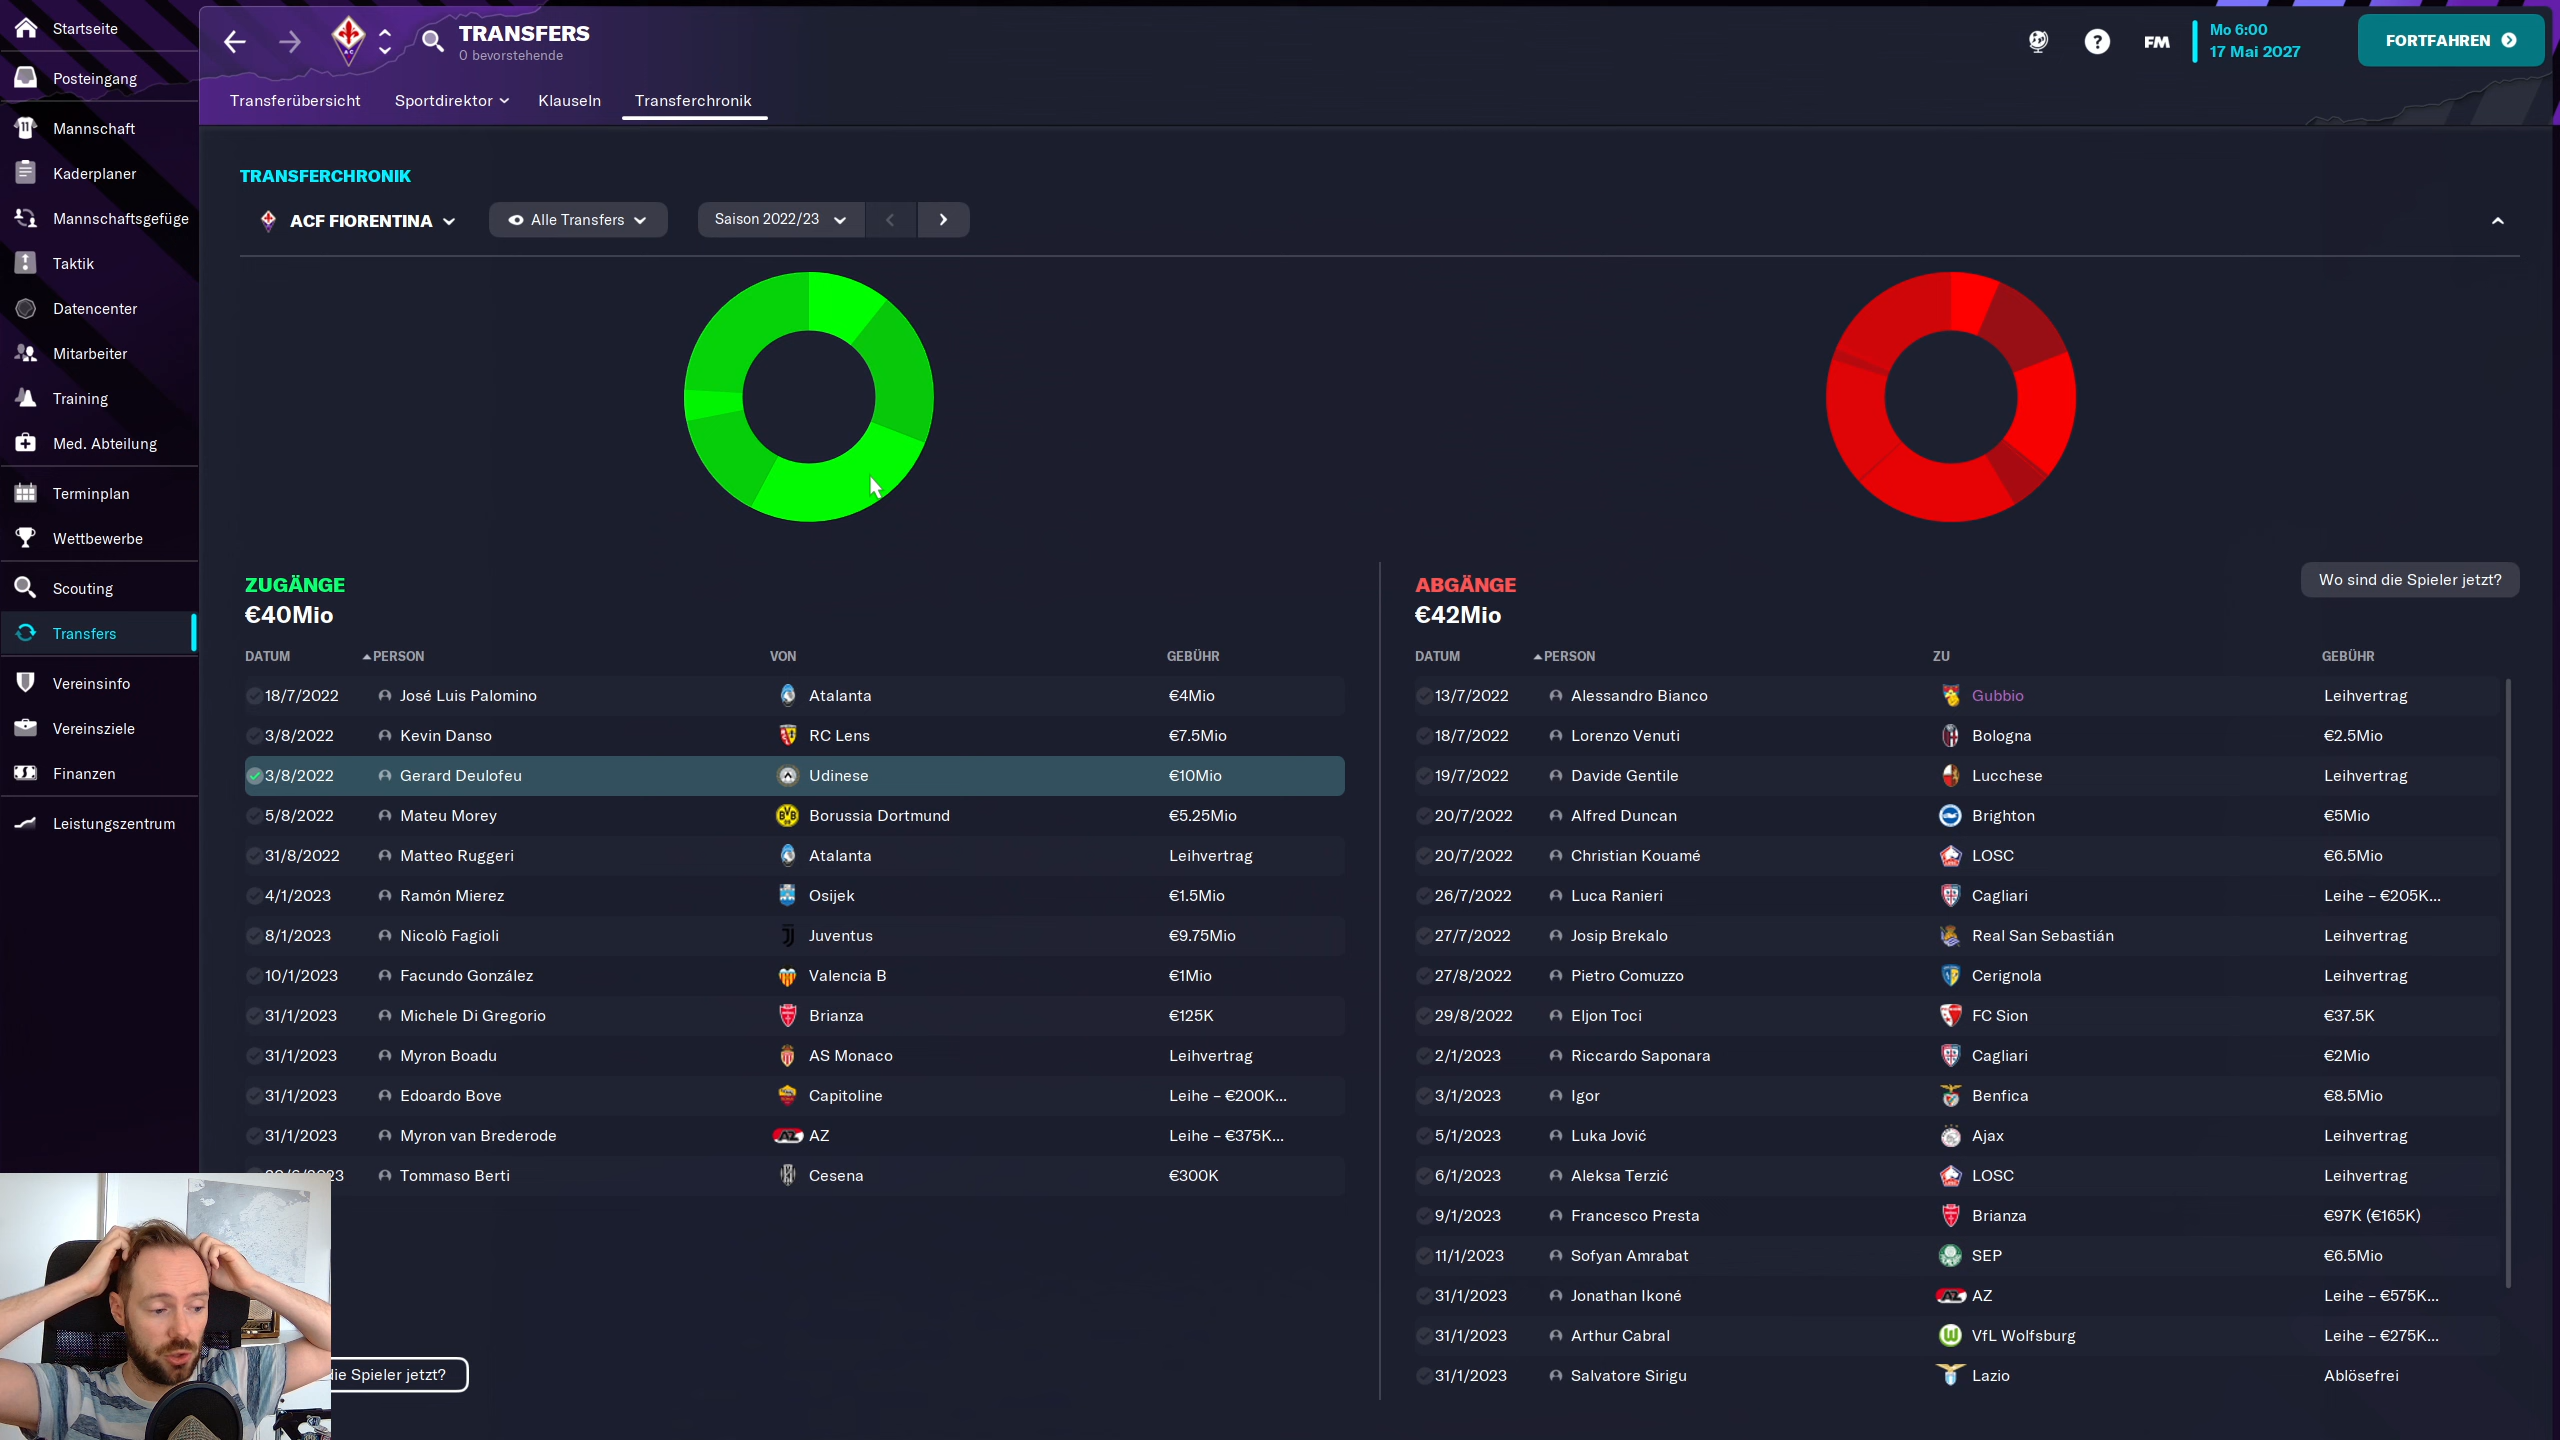 Startseite
Posteingang
Mannschaft
Kaderplaner
Mannschaftsgefüge
Taktik
Datencenter
Mitarbeiter
Training
Med. Abteilung
Terminplan
Wettbewerbe
Scouting
Transfers
Vereinsinfo
Vereinsziele
Finanzen
Leistungszentrum
TRANSFERS
0 bevorstehende
FM
Mo 6:00
17 Mai 2027
FORTFAHREN
Transferübersicht Sportdirektor Klauseln Transferchronik
TRANSFERCHRONIK
ACF FIORENTINA Alle Transfers Saison 2022/23
ZUGÄNGE
€40Mio
DATUM PERSON VON GEBÜHR
18/7/2022 José Luis Palomino Atalanta €4Mio
3/8/2022 Kevin Danso RC Lens €7.5Mio
3/8/2022 Gerard Deulofeu Udinese €10Mio
5/8/2022 Mateu Morey Borussia Dortmund €5.25Mio
31/8/2022 Matteo Ruggeri Atalanta Leihvertrag
4/1/2023 Ramón Mierez Osijek €1.5Mio
8/1/2023 Nicolò Fagioli Juventus €9.75Mio
10/1/2023 Facundo González Valencia B €1Mio
31/1/2023 Michele Di Gregorio Brianza €125K
31/1/2023 Myron Boadu AS Monaco Leihvertrag
31/1/2023 Edoardo Bove Capitoline Leihe – €200K...
31/1/2023 Myron van Brederode AZ Leihe – €375K...
Tommaso Berti Cesena €300K
die Spieler jetzt?
ABGÄNGE
€42Mio
Wo sind die Spieler jetzt?
DATUM PERSON ZU GEBÜHR
13/7/2022 Alessandro Bianco Gubbio Leihvertrag
18/7/2022 Lorenzo Venuti Bologna €2.5Mio
19/7/2022 Davide Gentile Lucchese Leihvertrag
20/7/2022 Alfred Duncan Brighton €5Mio
20/7/2022 Christian Kouamé LOSC €6.5Mio
26/7/2022 Luca Ranieri Cagliari Leihe – €205K...
27/7/2022 Josip Brekalo Real San Sebastián Leihvertrag
27/8/2022 Pietro Comuzzo Cerignola Leihvertrag
29/8/2022 Eljon Toci FC Sion €37.5K
2/1/2023 Riccardo Saponara Cagliari €2Mio
3/1/2023 Igor Benfica €8.5Mio
5/1/2023 Luka Jović Ajax Leihvertrag
6/1/2023 Aleksa Terzić LOSC Leihvertrag
9/1/2023 Francesco Presta Brianza €97K (€165K)
11/1/2023 Sofyan Amrabat SEP €6.5Mio
31/1/2023 Jonathan Ikoné AZ Leihe – €575K...
31/1/2023 Arthur Cabral VfL Wolfsburg Leihe – €275K...
31/1/2023 Salvatore Sirigu Lazio Ablösefrei